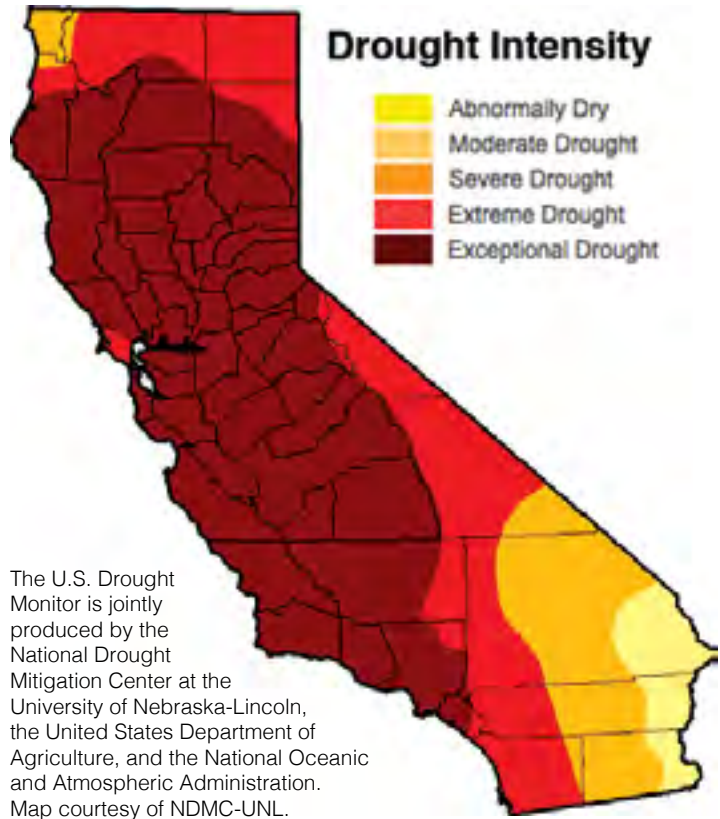 Drought Intensity
Abnormally Dry
Moderate Drought
Severe Drought
Extreme Drought
Exceptional Drought
The U.S. Drought
Monitor is jointly
produced by the
National Drought
Mitigation Center at the
University of Nebraska-Lincoln,
the United States Department of
Agriculture, and the National Oceanic
and Atmospheric Administration.
Map courtesy of NDMC-UNL.